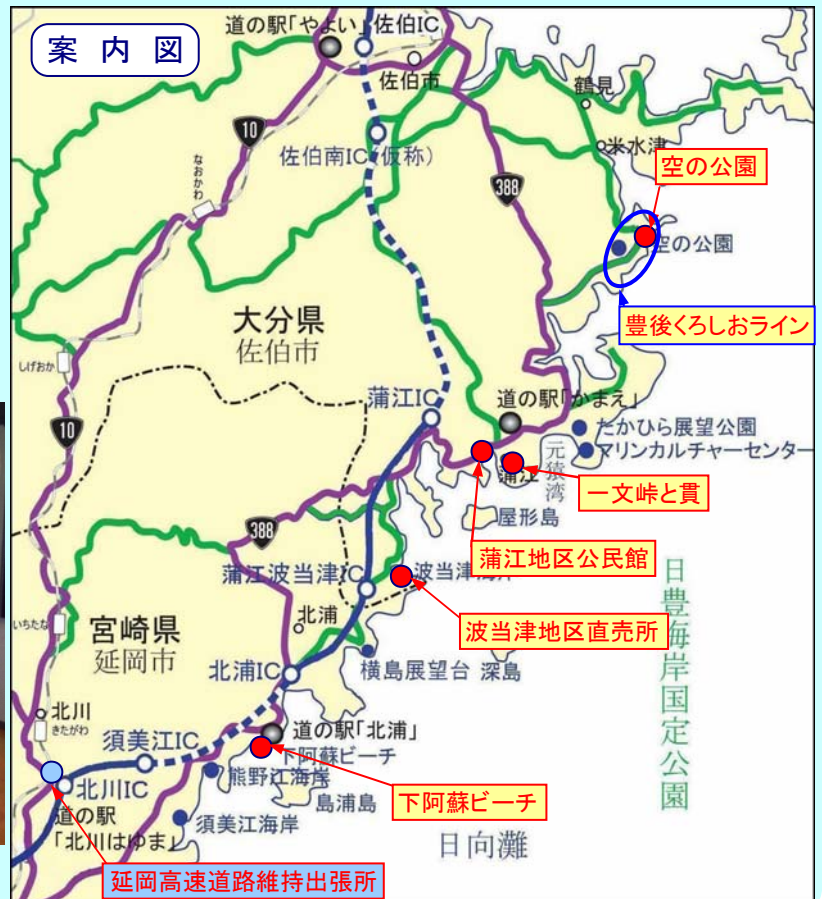 案内図
道の駅「やよい」
佐伯IC
佐伯市
鶴見
米水津
10
佐伯南IC(仮称)
なおかわ
388
空の公園
空の公園
豊後くろしおライン
大分県
佐伯市
しげおか
蒲江IC
道の駅「かまえ」
たかひら展望公園
マリンカルチャーセンター
10
元猿湾
蒲江
一文峠と貫
屋形島
388
蒲江地区公民館
蒲江波当津IC
波当津海岸
北浦
いちたな
宮崎県
延岡市
波当津地区直売所
日豊海岸国定公園
北浦IC
横島展望台
深島
北川
きたがわ
須美江IC
道の駅「北浦」
下阿蘇ビーチ
熊野江海岸
北川IC
島浦島
下阿蘇ビーチ
道の駅
「北川はゆま」
須美江海岸
日向灘
延岡高速道路維持出張所